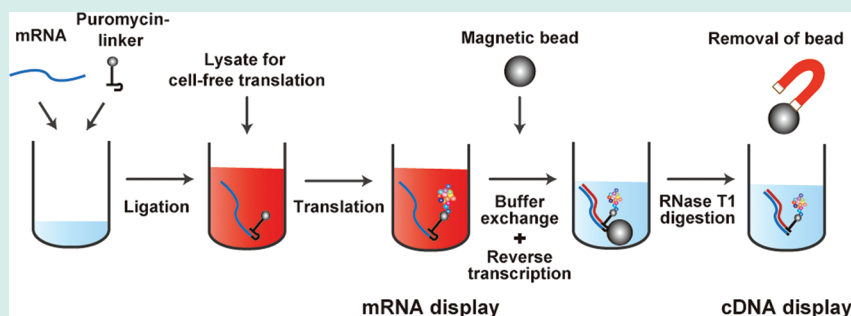 mRNA
Puromycin-
linker
Lysate for
cell-free translation
Magnetic bead
Removal of bead
Ligation
Translation
Buffer
exchange
+
Reverse
transcription
RNase T1
digestion
mRNA display
cDNA display